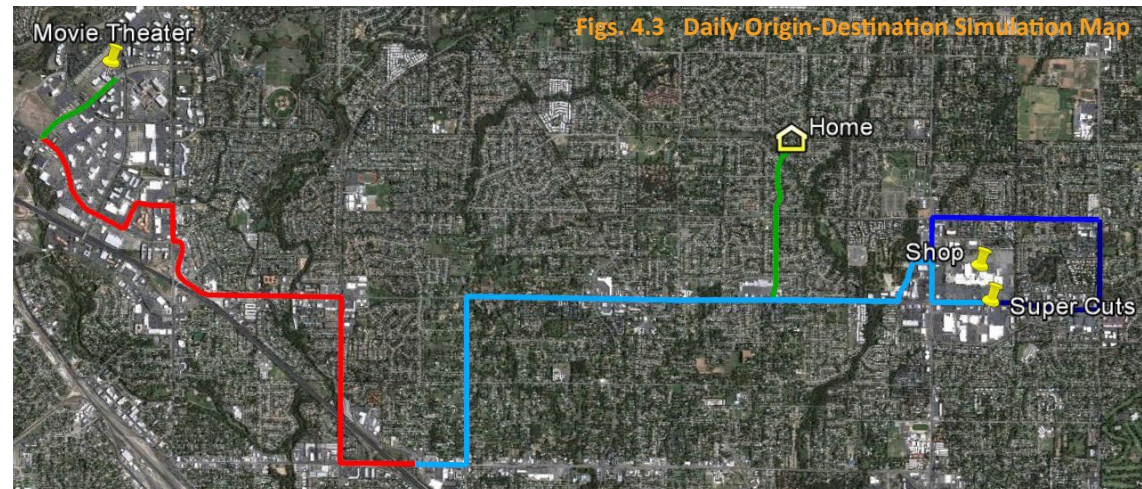 Figs. 4.3 Daily Origin-Destination Simulation Map
Movie Theater
Home
Shop
Super Cuts